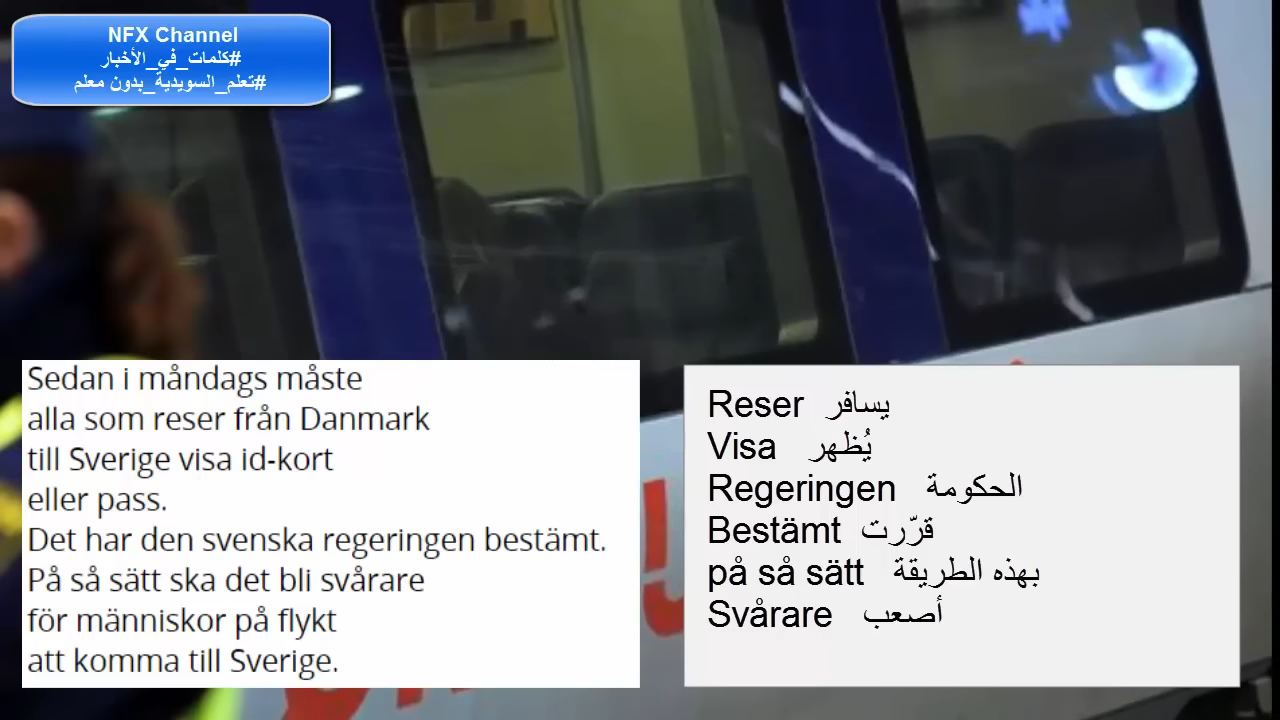 NFX Channel
#كلمات_في_الأخبار
#تعلم_السويدية_بدون معلم
Sedan i måndags måste
alla som reser från Danmark
till Sverige visa id-kort
eller pass.
Det har den svenska regeringen bestämt.
På så sätt ska det bli svårare
för människor på flykt
att komma till Sverige.
Reser يسافر
Visa يُظهر
Regeringen الحكومة
Bestämt قرّرت
på så sätt بهذه الطريقة
Svårare أصعب